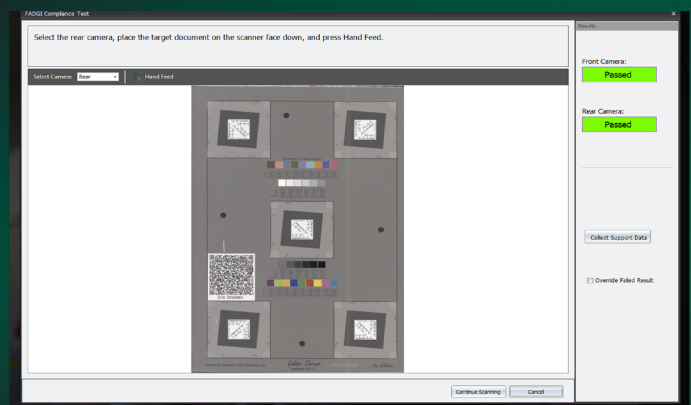 FADGI Compliance Test
x
Results
Select the rear camera, place the target document on the scanner face down, and press Hand Feed.
Select Camera: Rear
Hand Feed
Front Camera:
Passed
Rear Camera:
Passed
Collect Support Data
Override Failed Result
Golden Thread
Continue Scanning
Cancel